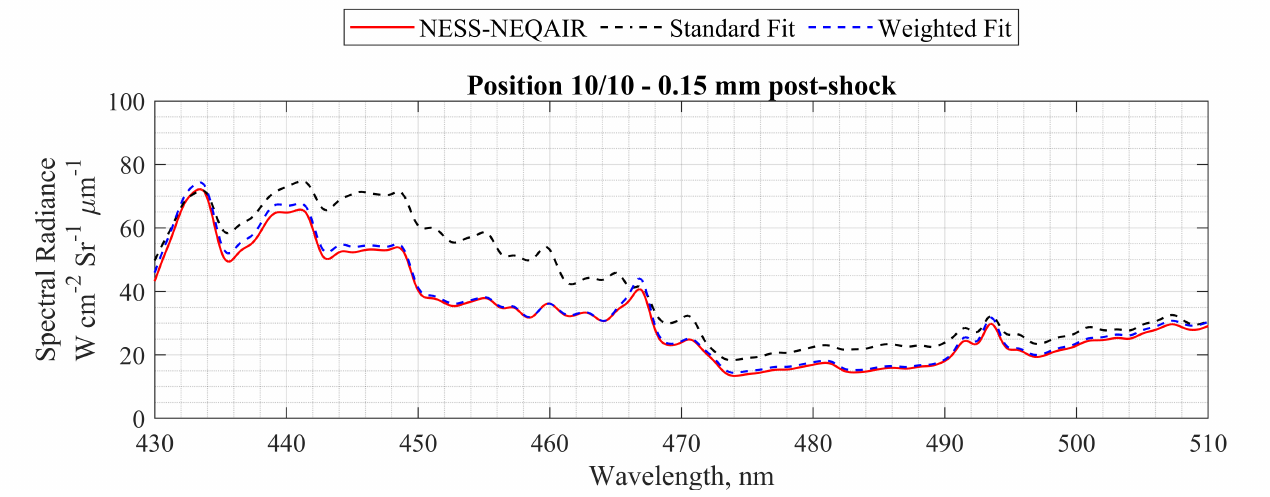 NESS-NEQAIR Standard Fit Weighted Fit
Position 10/10 - 0.15 mm post-shock
100
80
60
40
20
0
Spectral Radiance
W cm⁻² Sr⁻¹ μm⁻¹
430 440 450 460 470 480 490 500 510
Wavelength, nm